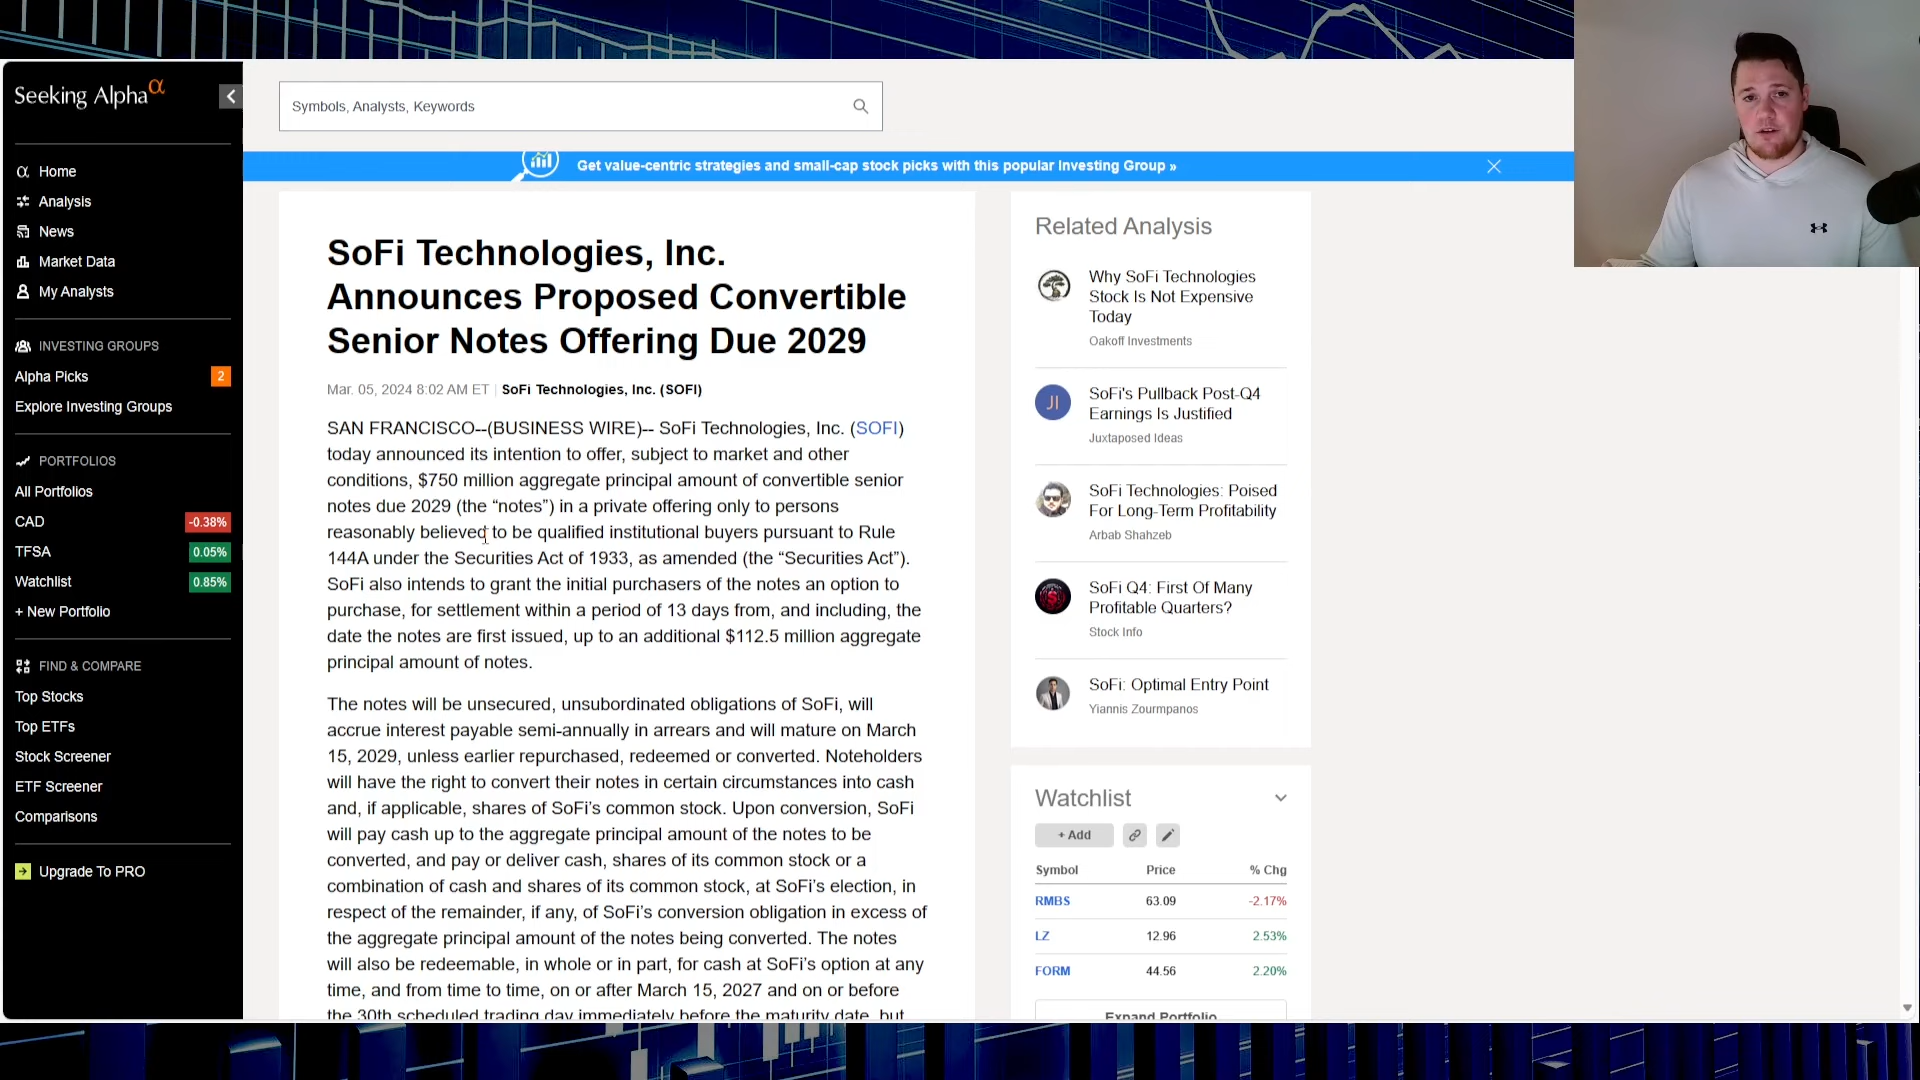 Seeking Alpha α
Home
Analysis
News
Market Data
My Analysts
INVESTING GROUPS
Alpha Picks 2
Explore Investing Groups
PORTFOLIOS
All Portfolios
CAD -0.38%
TFSA 0.05%
Watchlist 0.85%
+ New Portfolio
FIND & COMPARE
Top Stocks
Top ETFs
Stock Screener
ETF Screener
Comparisons
Upgrade To PRO
Symbols, Analysts, Keywords
Get value-centric strategies and small-cap stock picks with this popular Investing Group »
SoFi Technologies, Inc.
Announces Proposed Convertible
Senior Notes Offering Due 2029
Mar. 05, 2024 8:02 AM ET | SoFi Technologies, Inc. (SOFI)
SAN FRANCISCO--(BUSINESS WIRE)-- SoFi Technologies, Inc. (SOFI)
today announced its intention to offer, subject to market and other
conditions, $750 million aggregate principal amount of convertible senior
notes due 2029 (the “notes”) in a private offering only to persons
reasonably believed to be qualified institutional buyers pursuant to Rule
144A under the Securities Act of 1933, as amended (the “Securities Act”).
SoFi also intends to grant the initial purchasers of the notes an option to
purchase, for settlement within a period of 13 days from, and including, the
date the notes are first issued, up to an additional $112.5 million aggregate
principal amount of notes.
The notes will be unsecured, unsubordinated obligations of SoFi, will
accrue interest payable semi-annually in arrears and will mature on March
15, 2029, unless earlier repurchased, redeemed or converted. Noteholders
will have the right to convert their notes in certain circumstances into cash
and, if applicable, shares of SoFi’s common stock. Upon conversion, SoFi
will pay cash up to the aggregate principal amount of the notes to be
converted, and pay or deliver cash, shares of its common stock or a
combination of cash and shares of its common stock, at SoFi’s election, in
respect of the remainder, if any, of SoFi’s conversion obligation in excess of
the aggregate principal amount of the notes being converted. The notes
will also be redeemable, in whole or in part, for cash at SoFi’s option at any
time, and from time to time, on or after March 15, 2027 and on or before
the 30th scheduled trading day immediately before the maturity date, but
Related Analysis
Why SoFi Technologies
Stock Is Not Expensive
Today
Oakoff Investments
JI
SoFi's Pullback Post-Q4
Earnings Is Justified
Juxtaposed Ideas
SoFi Technologies: Poised
For Long-Term Profitability
Arbab Shahzeb
SoFi Q4: First Of Many
Profitable Quarters?
Stock Info
SoFi: Optimal Entry Point
Yiannis Zourmpanos
Watchlist
+ Add
Symbol Price % Chg
RMBS 63.09 -2.17%
LZ 12.96 2.53%
FORM 44.56 2.20%
Expand Portfolio